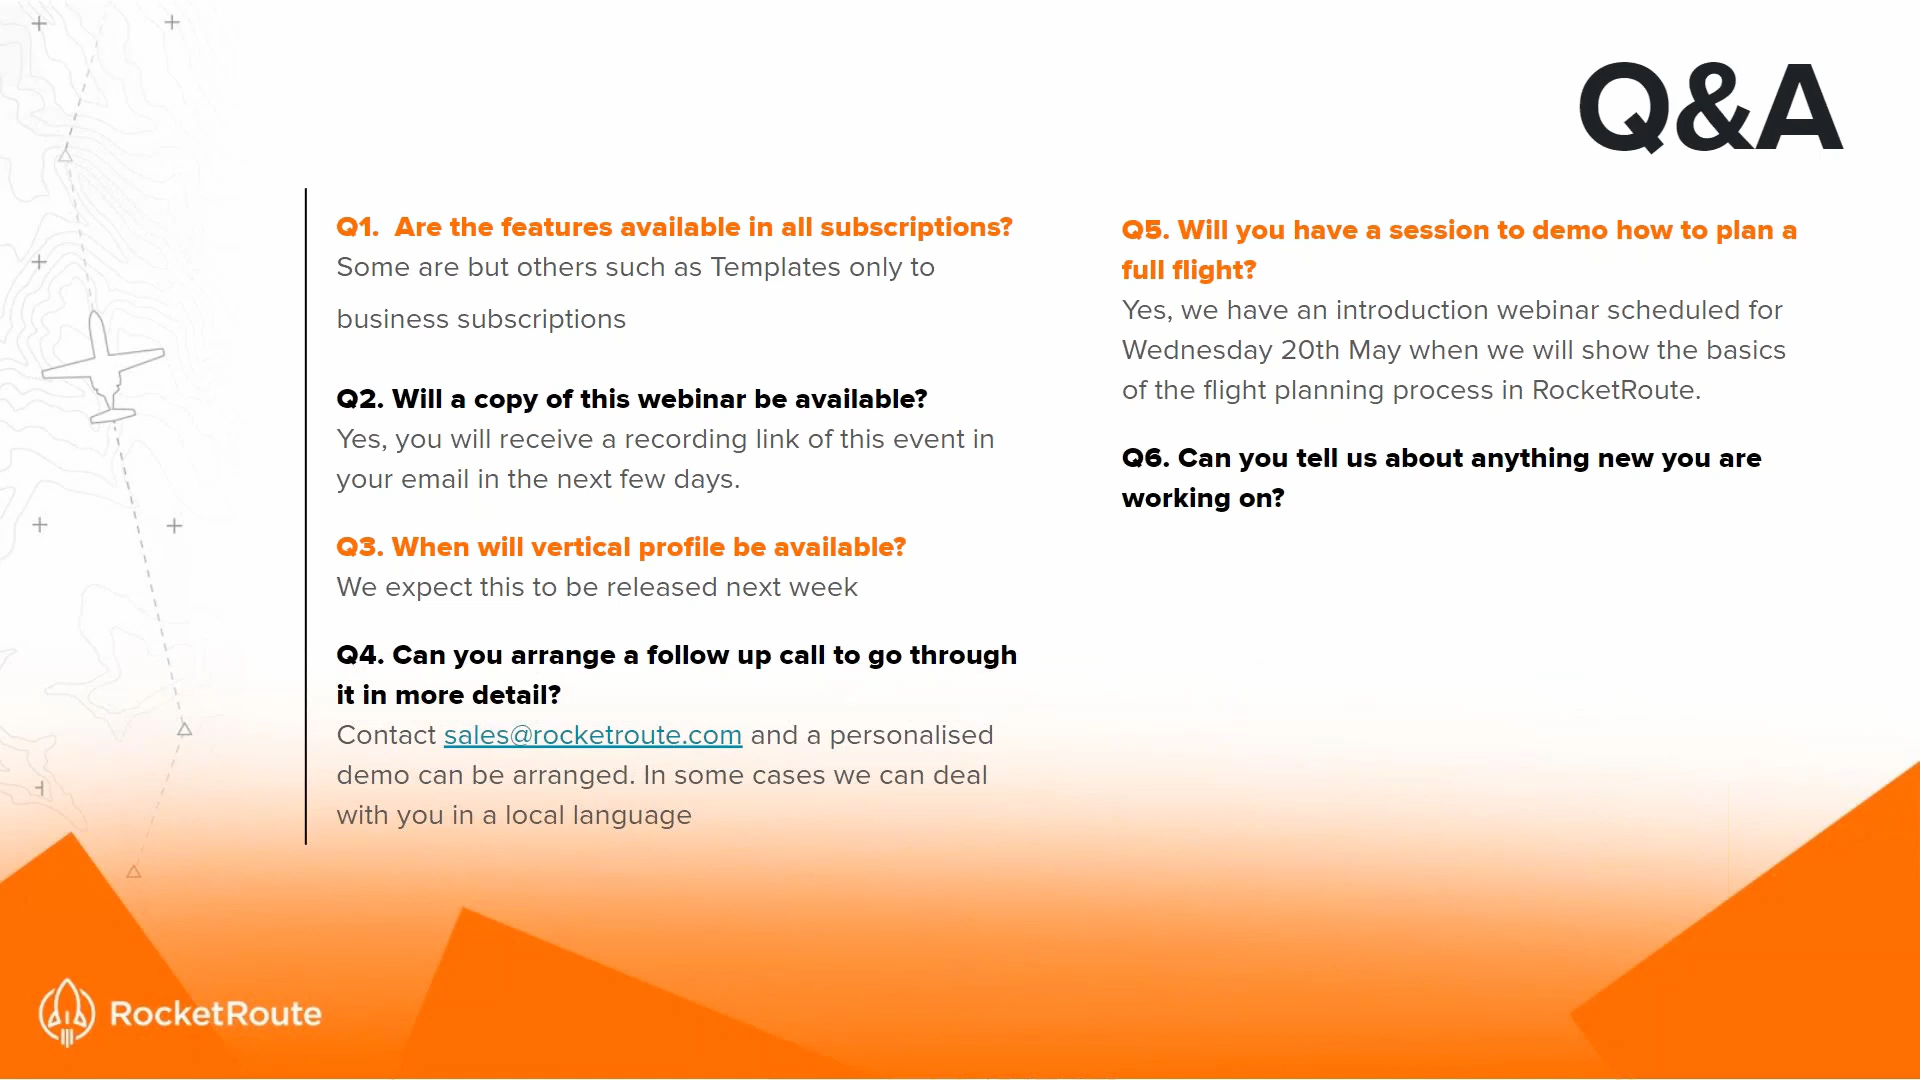 Q&A
Q1.  Are the features available in all subscriptions?
Some are but others such as Templates only to
business subscriptions
Q2. Will a copy of this webinar be available?
Yes, you will receive a recording link of this event in
your email in the next few days.
Q3. When will vertical profile be available?
We expect this to be released next week
Q4. Can you arrange a follow up call to go through
it in more detail?
Contact sales@rocketroute.com and a personalised
demo can be arranged. In some cases we can deal
with you in a local language
Q5. Will you have a session to demo how to plan a
full flight?
Yes, we have an introduction webinar scheduled for
Wednesday 20th May when we will show the basics
of the flight planning process in RocketRoute.
Q6. Can you tell us about anything new you are
working on?
RocketRoute